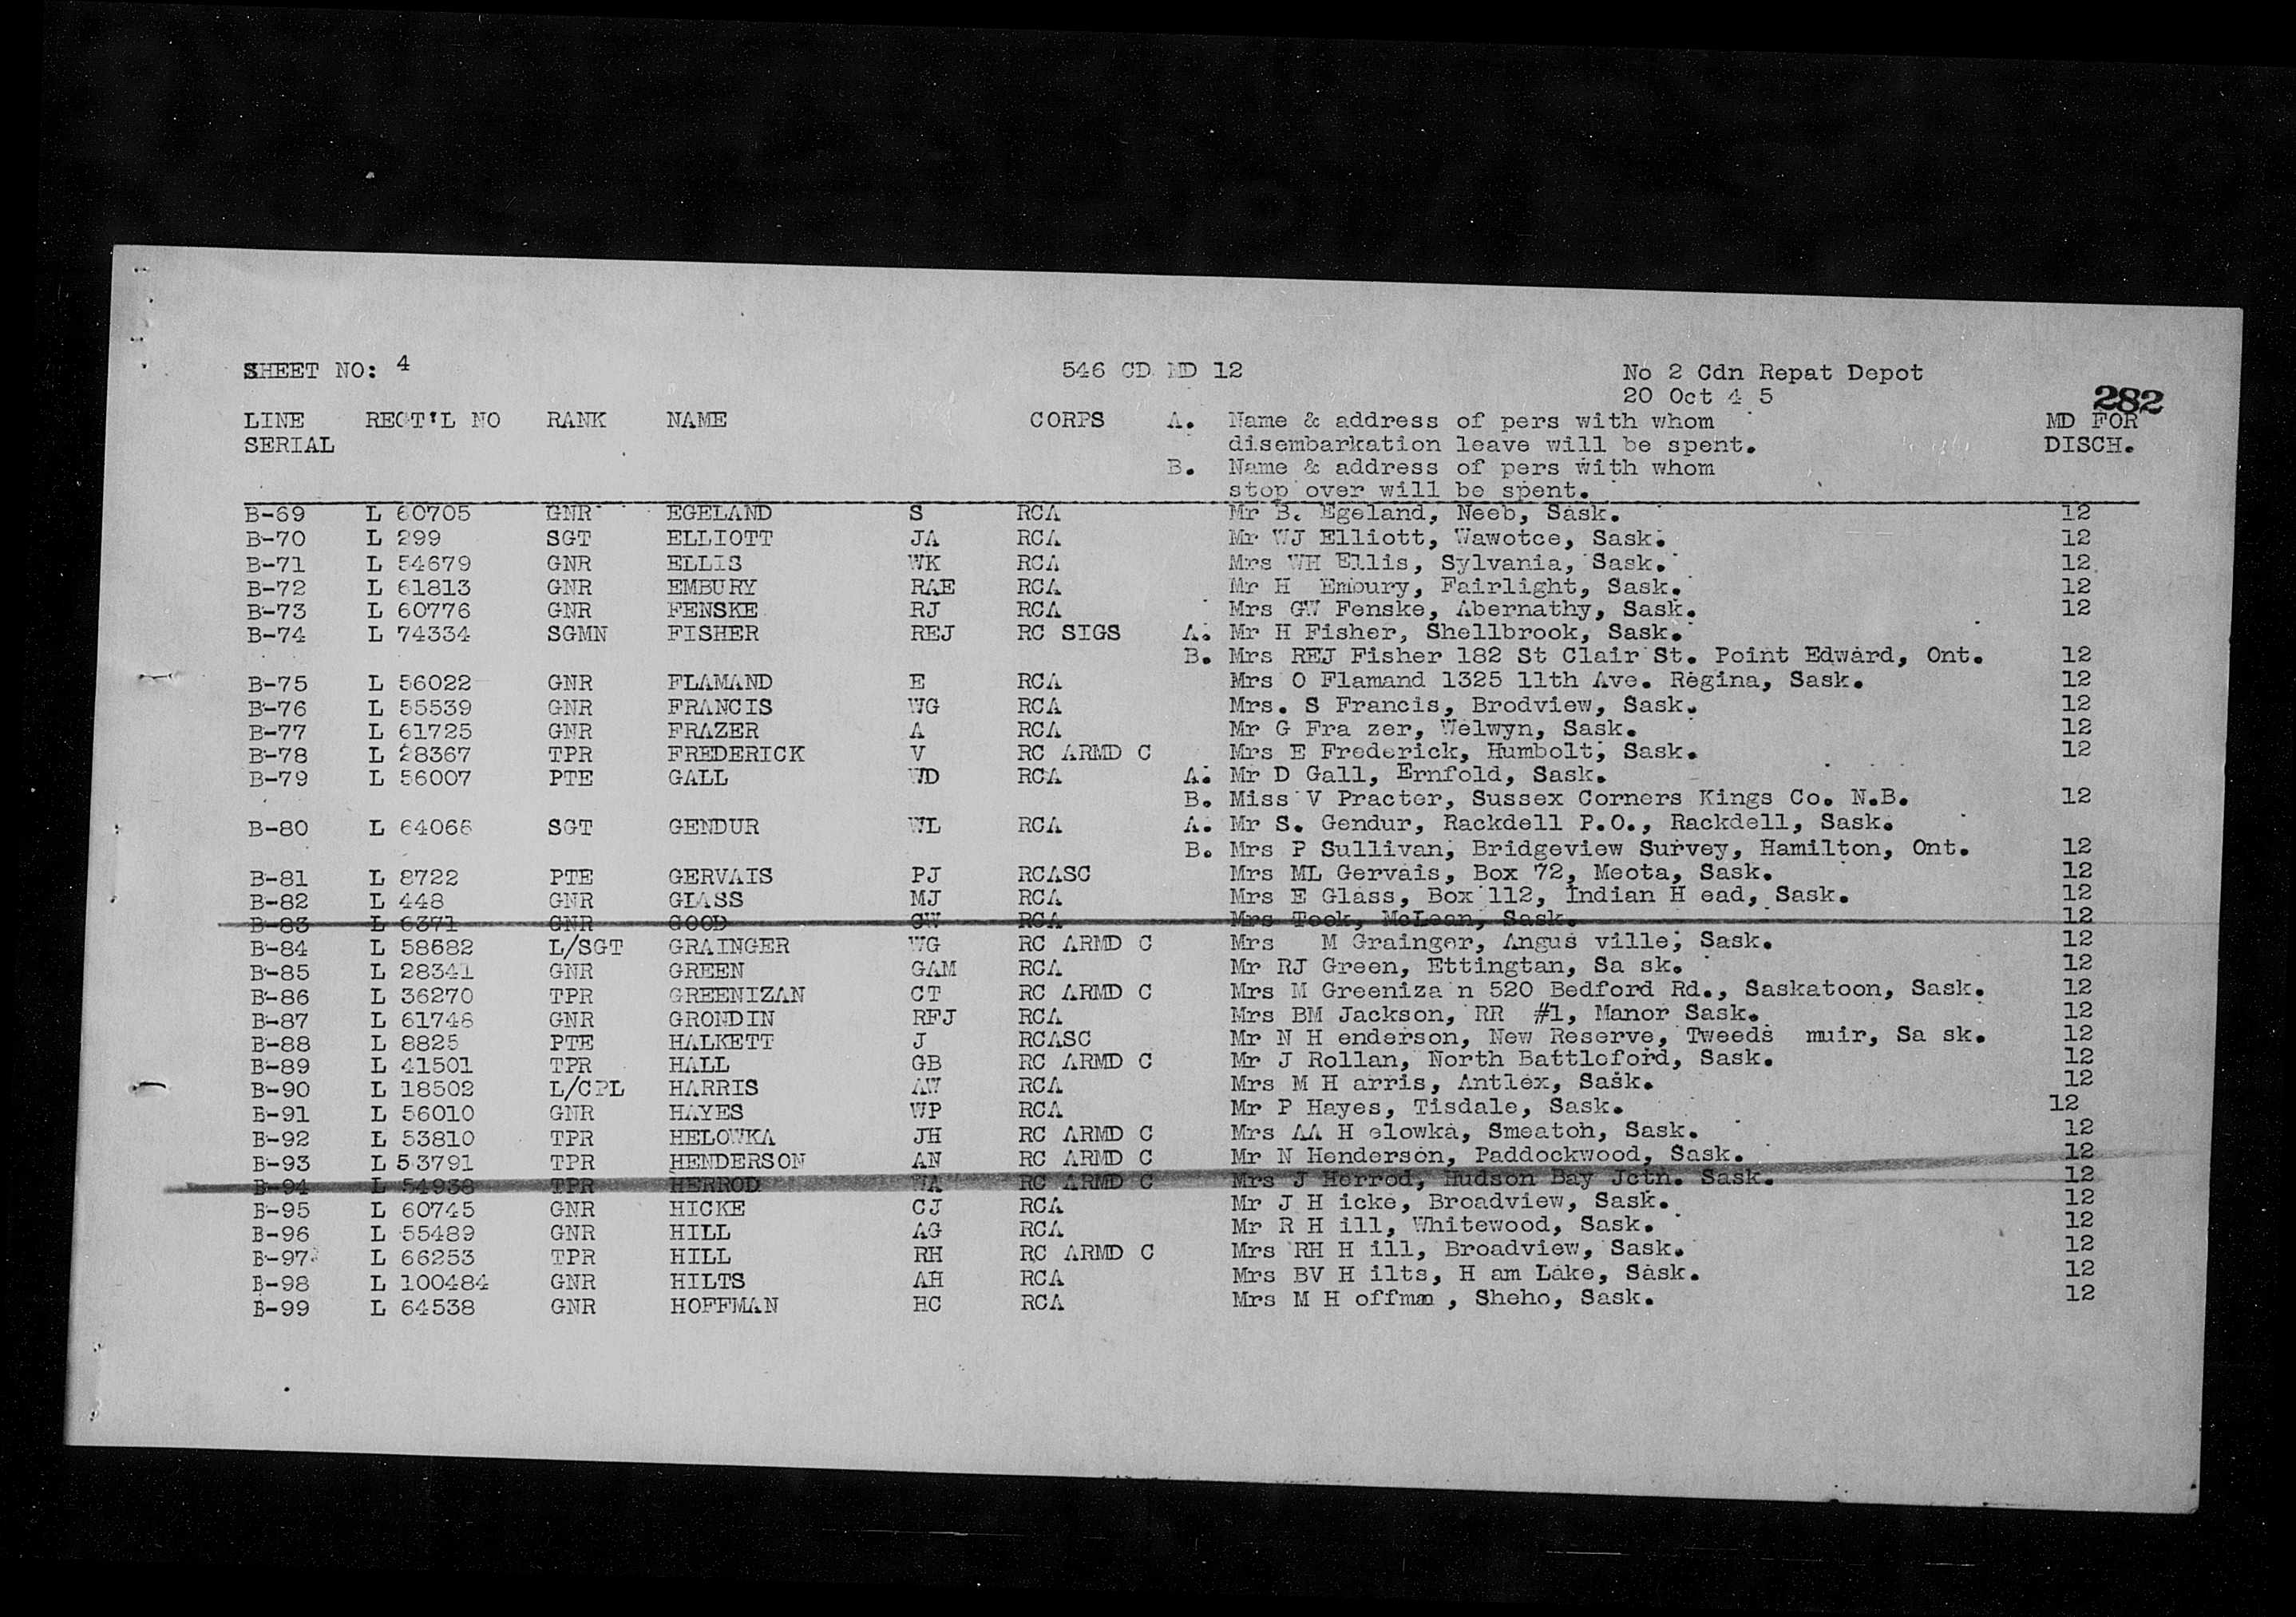 SHEET NO: 4 546 CD MD 12 No 2 Cdn Repat Depot
20 Oct 4 5
282
LINE REGT'L NO RANK NAME CORPS A. Name & address of pers with whom MD FOR
SERIAL disembarkation leave will be spent. DISCH.
B. Name & address of pers with whom
stop over will be spent.
B-69 L 60705 GNR EGELAND S RCA Mr B. Egeland, Neeb, Sask. 12
B-70 L 299 SGT ELLIOTT JA RCA Mr WJ Elliott, Wawotce, Sask. 12
B-71 L 54679 GNR ELLIS WK RCA Mrs WH Ellis, Sylvania, Sask. 12
B-72 L 61813 GNR EMBURY RAE RCA Mr H Embury, Fairlight, Sask. 12
B-73 L 60776 GNR FENSKE RJ RCA Mrs GW Fenske, Abernathy, Sask. 12
B-74 L 74334 SGMN FISHER REJ RC SIGS A. Mr H Fisher, Shellbrook, Sask.
B. Mrs REJ Fisher 182 St Clair St. Point Edward, Ont. 12
B-75 L 56022 GNR FLAMAND E RCA Mrs O Flamand 1325 11th Ave. Regina, Sask. 12
B-76 L 55539 GNR FRANCIS WG RCA Mrs. S Francis, Brodview, Sask. 12
B-77 L 61725 GNR FRAZER A RCA Mr G Fra zer, Welwyn, Sask. 12
B-78 L 28367 TPR FREDERICK V RC ARMD C Mrs E Frederick, Humbolt, Sask. 12
B-79 L 56007 PTE GALL WD RCA A. Mr D Gall, Ernfold, Sask.
B. Miss V Practer, Sussex Corners Kings Co. N.B. 12
B-80 L 64066 SGT GENDUR WL RCA A. Mr S. Gendur, Rackdell P.O., Rackdell, Sask.
B. Mrs P Sullivan, Bridgeview Survey, Hamilton, Ont. 12
B-81 L 8722 PTE GERVAIS PJ RCASC Mrs ML Gervais, Box 72, Meota, Sask. 12
B-82 L 448 GNR GLASS MJ RCA Mrs E Glass, Box 112, Indian H ead, Sask. 12
B-83 L 6371 GNR GOOD GW RCA Mrs Took, McLean, Sask. 12
B-84 L 58682 L/SGT GRAINGER WG RC ARMD C Mrs M Grainger, Angus ville, Sask. 12
B-85 L 28341 GNR GREEN GAM RCA Mr RJ Green, Ettingtan, Sa sk. 12
B-86 L 36270 TPR GREENIZAN CT RC ARMD C Mrs M Greeniza n 520 Bedford Rd., Saskatoon, Sask. 12
B-87 L 61748 GNR GRONDIN RFJ RCA Mrs BM Jackson, RR #1, Manor Sask. 12
B-88 L 8825 PTE HALKETT J RCASC Mr N H enderson, New Reserve, Tweeds muir, Sa sk. 12
B-89 L 41501 TPR HALL GB RC ARMD C Mr J Rollan, North Battleford, Sask. 12
B-90 L 18502 L/CPL HARRIS AW RCA Mrs M H arris, Antlex, Sask. 12
B-91 L 56010 GNR HAYES WP RCA Mr P Hayes, Tisdale, Sask. 12
B-92 L 53810 TPR HELOWKA JH RC ARMD C Mrs AA H elowka, Smeaton, Sask. 12
B-93 L 53791 TPR HENDERSON AN RC ARMD C Mr N Henderson, Paddockwood, Sask. 12
B-94 L 54938 TPR HERROD WA RC ARMD C Mrs J Herrod, Hudson Bay Jctn. Sask. 12
B-95 L 60745 GNR HICKE CJ RCA Mr J H icke, Broadview, Sask. 12
B-96 L 55489 GNR HILL AG RCA Mr R H ill, Whitewood, Sask. 12
B-97 L 66253 TPR HILL RH RC ARMD C Mrs RH H ill, Broadview, Sask. 12
B-98 L 100484 GNR HILTS AH RCA Mrs BV H ilts, H am Lake, Sask. 12
B-99 L 64538 GNR HOFFMAN HC RCA Mrs M H offman , Sheho, Sask. 12